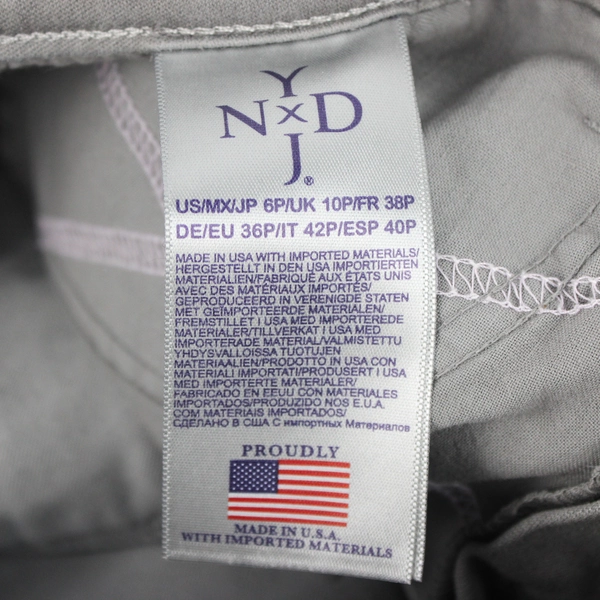 Y
N x D
J®
US/MX/JP 6P/UK 10P/FR 38P
DE/EU 36P/IT 42P/ESP 40P
MADE IN USA WITH IMPORTED MATERIALS/
HERGESTELLT IN DEN USA IMPORTIERTEN
MATERIALIEN/FABRIQUÉ AUX ÉTATS UNIS
AVEC DES MATÉRIAUX IMPORTÉS/
GEPRODUCEERD IN VERENIGDE STATEN
MET GEÏMPORTEERDE MATERIALEN/
FREMSTILLET I USA MED IMPORTEREDE
MATERIALER/TILLVERKAT I USA MED
IMPORTERADE MATERIAL/VALMISTETTU
YHDYSVALLOISSA TUOTUJEN
MATERIAALIEN/PRODOTTO IN USA CON
MATERIALI IMPORTATI/PRODUSERT I USA
MED IMPORTERTE MATERIALER/
FABRICADO EN EEUU CON MATERIALES
IMPORTADOS/PRODUZIDO NOS E.U.A.
COM MATERIAIS IMPORTADOS/
СДЕЛАНО В США С импортных Материалов
PROUDLY
MADE IN U.S.A.
WITH IMPORTED MATERIALS